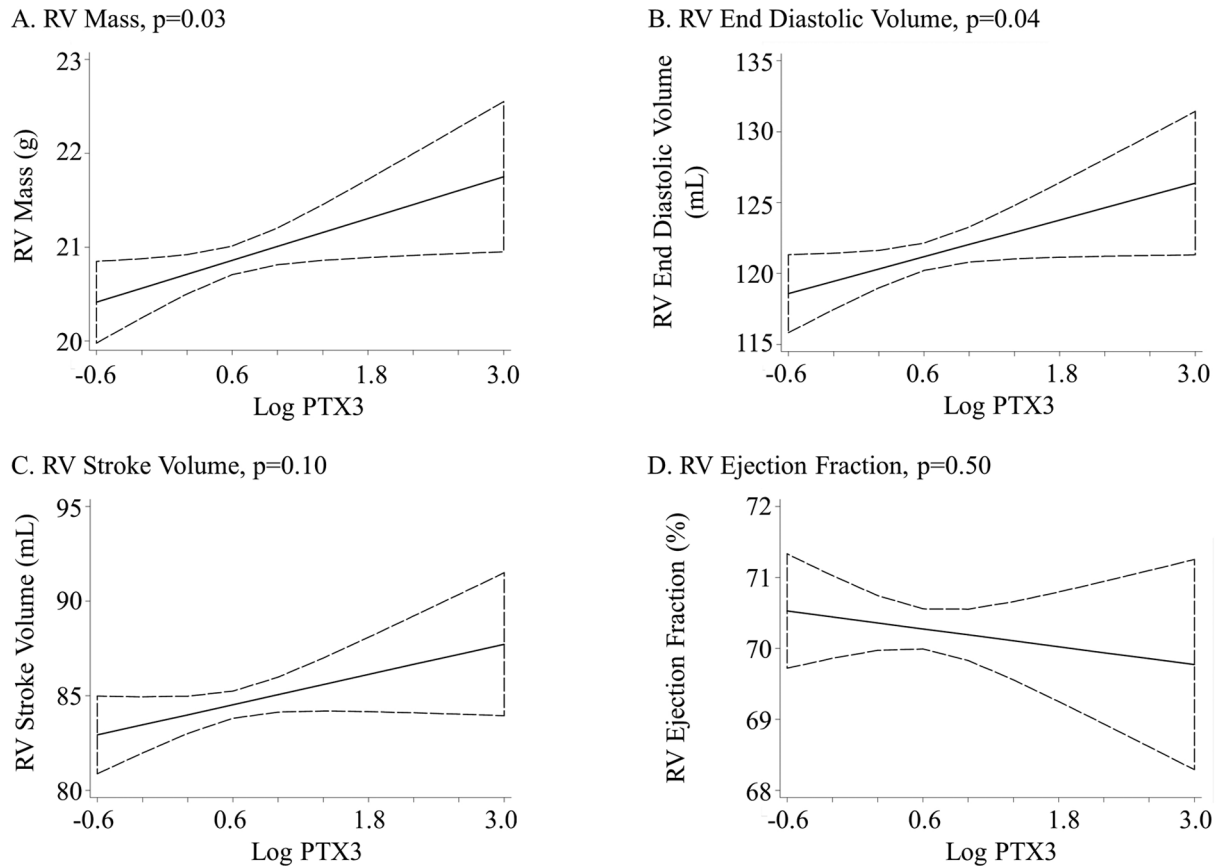 A. RV Mass, p=0.03
23
22
21
20
RV Mass (g)
-0.6
0.6
1.8
3.0
Log PTX3
B. RV End Diastolic Volume, p=0.04
135
130
125
120
115
RV End Diastolic Volume
(mL)
-0.6
0.6
1.8
3.0
Log PTX3
C. RV Stroke Volume, p=0.10
95
90
85
80
RV Stroke Volume (mL)
-0.6
0.6
1.8
3.0
Log PTX3
D. RV Ejection Fraction, p=0.50
72
71
70
69
68
RV Ejection Fraction (%)
-0.6
0.6
1.8
3.0
Log PTX3